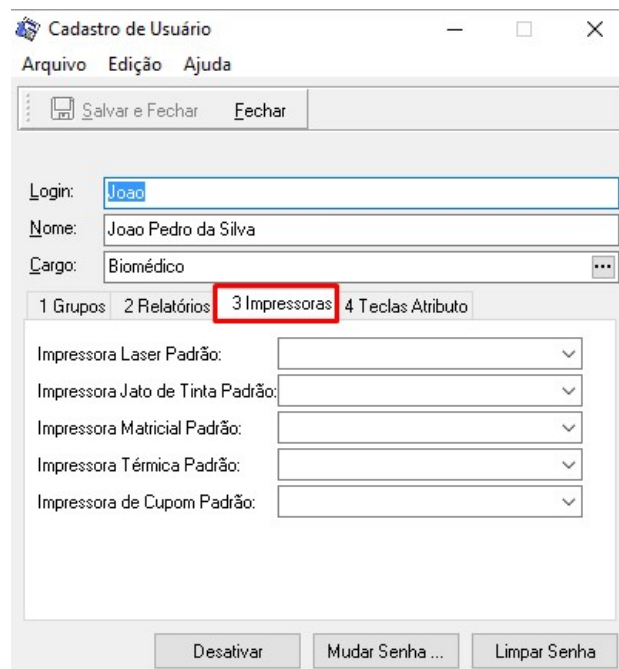 Cadastro de Usuário
Arquivo Edição Ajuda
Salvar e Fechar Fechar
Login: Joao
Nome: Joao Pedro da Silva
Cargo: Biomédico ...
1 Grupos 2 Relatórios 3 Impressoras 4 Teclas Atributo
Impressora Laser Padrão:
Impressora Jato de Tinta Padrão:
Impressora Matricial Padrão:
Impressora Térmica Padrão:
Impressora de Cupom Padrão:
Desativar Mudar Senha ... Limpar Senha